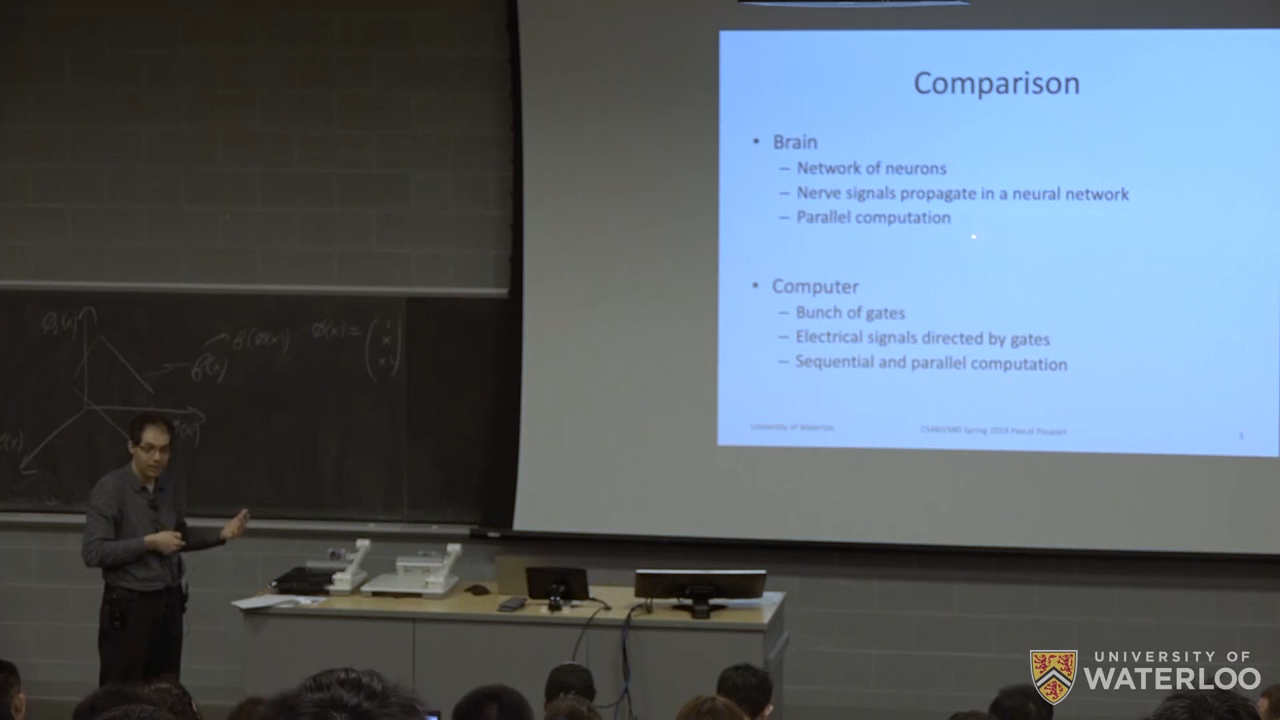 Comparison
• Brain
– Network of neurons
– Nerve signals propagate in a neural network
– Parallel computation
• Computer
– Bunch of gates
– Electrical signals directed by gates
– Sequential and parallel computation
University of Waterloo
CS480/680 Spring 2019 Pascal Poupart
5
UNIVERSITY OF
WATERLOO